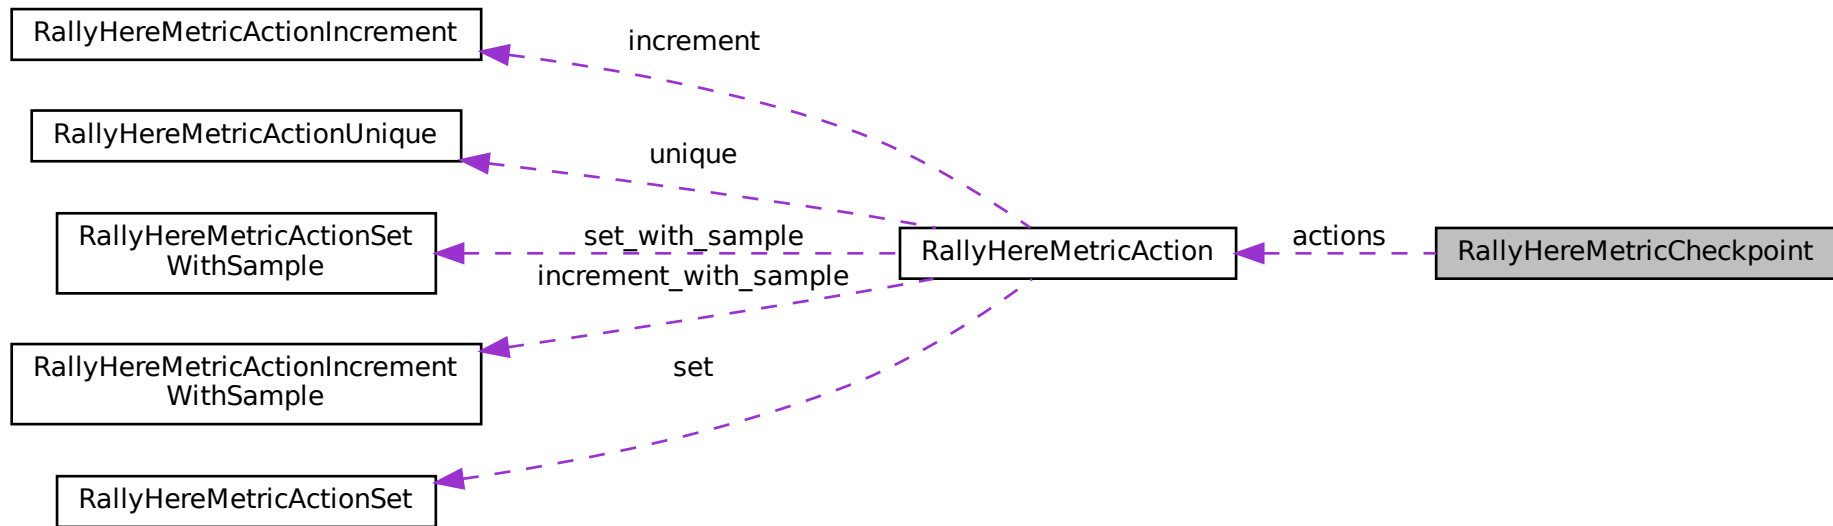 RallyHereMetricActionIncrement
increment
RallyHereMetricActionUnique
unique
RallyHereMetricActionSet
WithSample
set_with_sample
increment_with_sample
RallyHereMetricAction
actions
RallyHereMetricCheckpoint
RallyHereMetricActionIncrement
WithSample
set
RallyHereMetricActionSet